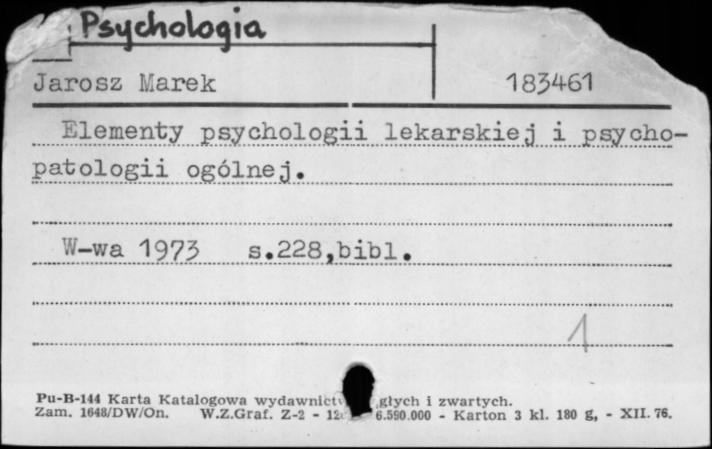 Psychologia
Jarosz Marek 183461
Elementy psychologii lekarskiej i psycho-
patologii ogólnej.
W-wa 1973 s.228,bibl.
1
Pu-B-144 Karta Katalogowa wydawnict głych i zwartych.
Zam. 1648/DW/On. W.Z.Graf. Z-2 - 12 6.590.000 - Karton 3 kl. 180 g, - XII. 76.